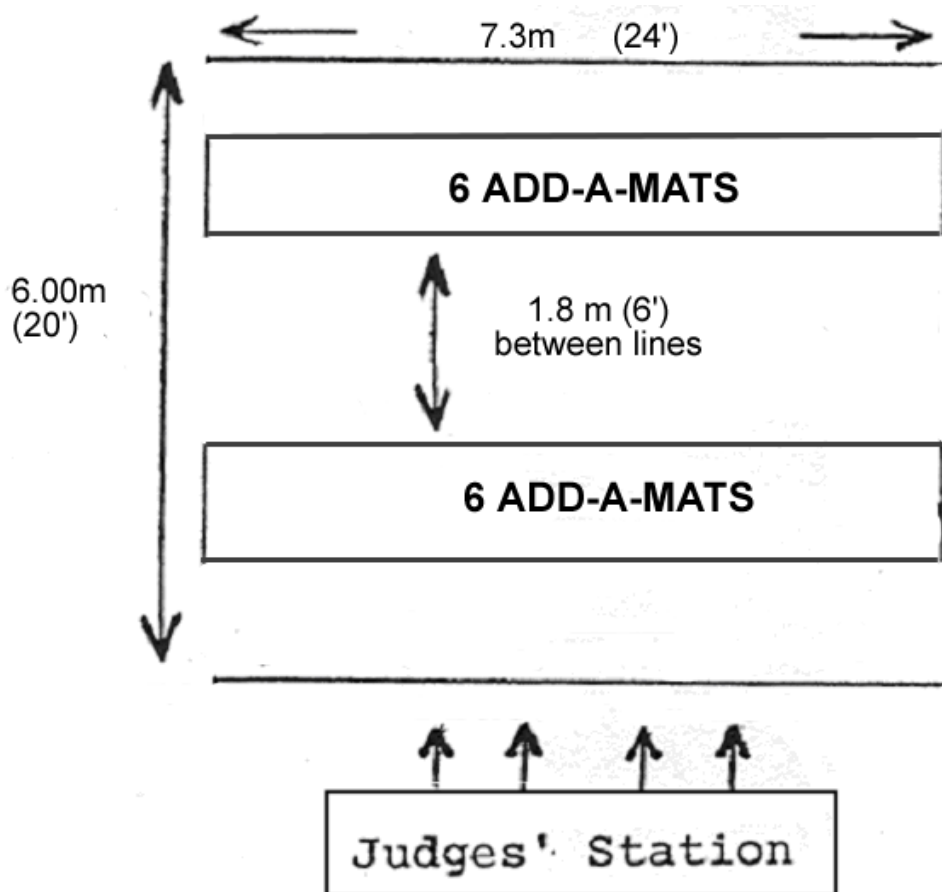 7.3m (24')
6 ADD-A-MATS
6.00m
(20')
1.8 m (6')
between lines
6 ADD-A-MATS
Judges' Station